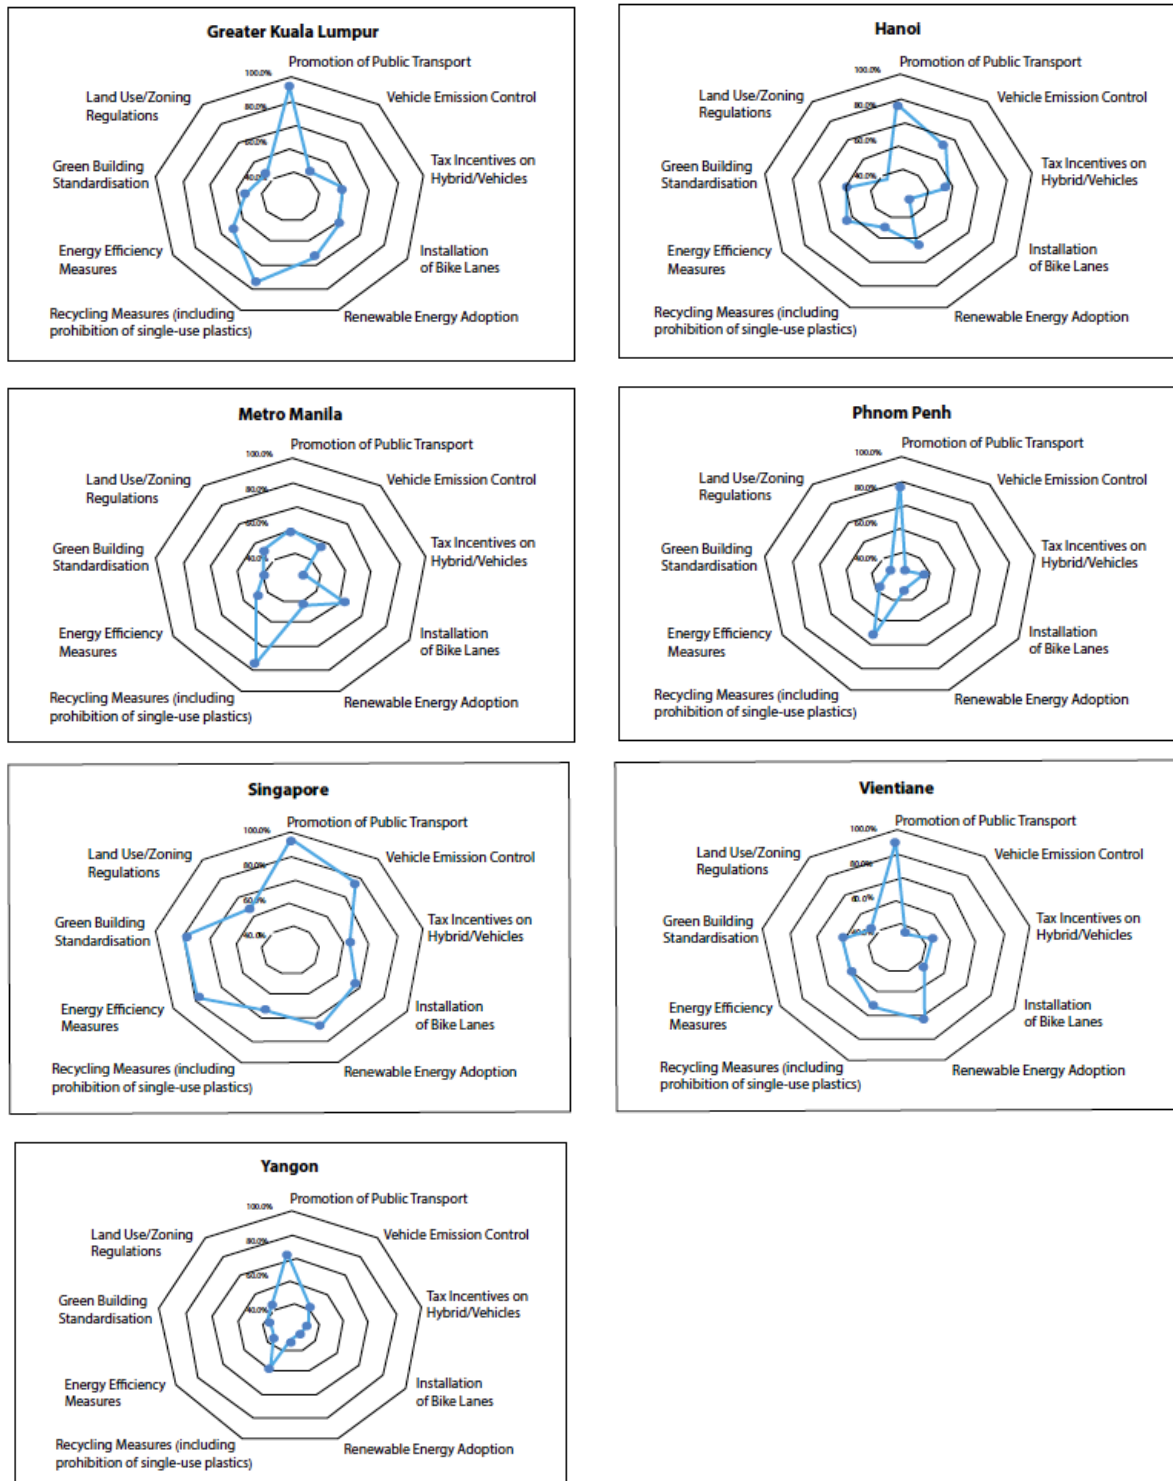 Greater Kuala Lumpur
Promotion of Public Transport
100.0%
Vehicle Emission Control
Land Use/Zoning
Regulations
80.0%
60.0%
Tax Incentives on
Hybrid/Vehicles
Green Building
Standardisation
40.0%
Energy Efficiency
Measures
Installation
of Bike Lanes
Recycling Measures (including
prohibition of single-use plastics)
Renewable Energy Adoption
Hanoi
Promotion of Public Transport
100.0%
Vehicle Emission Control
Land Use/Zoning
Regulations
80.0%
60.0%
Tax Incentives on
Hybrid/Vehicles
Green Building
Standardisation
40.0%
Energy Efficiency
Measures
Installation
of Bike Lanes
Recycling Measures (including
prohibition of single-use plastics)
Renewable Energy Adoption
Metro Manila
Promotion of Public Transport
100.0%
Vehicle Emission Control
Land Use/Zoning
Regulations
80.0%
60.0%
Tax Incentives on
Hybrid/Vehicles
Green Building
Standardisation
40.0%
Energy Efficiency
Measures
Installation
of Bike Lanes
Recycling Measures (including
prohibition of single-use plastics)
Renewable Energy Adoption
Phnom Penh
Promotion of Public Transport
100.0%
Vehicle Emission Control
Land Use/Zoning
Regulations
80.0%
60.0%
Tax Incentives on
Hybrid/Vehicles
Green Building
Standardisation
40.0%
Energy Efficiency
Measures
Installation
of Bike Lanes
Recycling Measures (including
prohibition of single-use plastics)
Renewable Energy Adoption
Singapore
Promotion of Public Transport
100.0%
Vehicle Emission Control
Land Use/Zoning
Regulations
80.0%
60.0%
Tax Incentives on
Hybrid/Vehicles
Green Building
Standardisation
40.0%
Energy Efficiency
Measures
Installation
of Bike Lanes
Recycling Measures (including
prohibition of single-use plastics)
Renewable Energy Adoption
Vientiane
Promotion of Public Transport
100.0%
Vehicle Emission Control
Land Use/Zoning
Regulations
80.0%
60.0%
Tax Incentives on
Hybrid/Vehicles
Green Building
Standardisation
40.0%
Energy Efficiency
Measures
Installation
of Bike Lanes
Recycling Measures (including
prohibition of single-use plastics)
Renewable Energy Adoption
Yangon
Promotion of Public Transport
100.0%
Vehicle Emission Control
Land Use/Zoning
Regulations
80.0%
60.0%
Tax Incentives on
Hybrid/Vehicles
Green Building
Standardisation
40.0%
Energy Efficiency
Measures
Installation
of Bike Lanes
Recycling Measures (including
prohibition of single-use plastics)
Renewable Energy Adoption